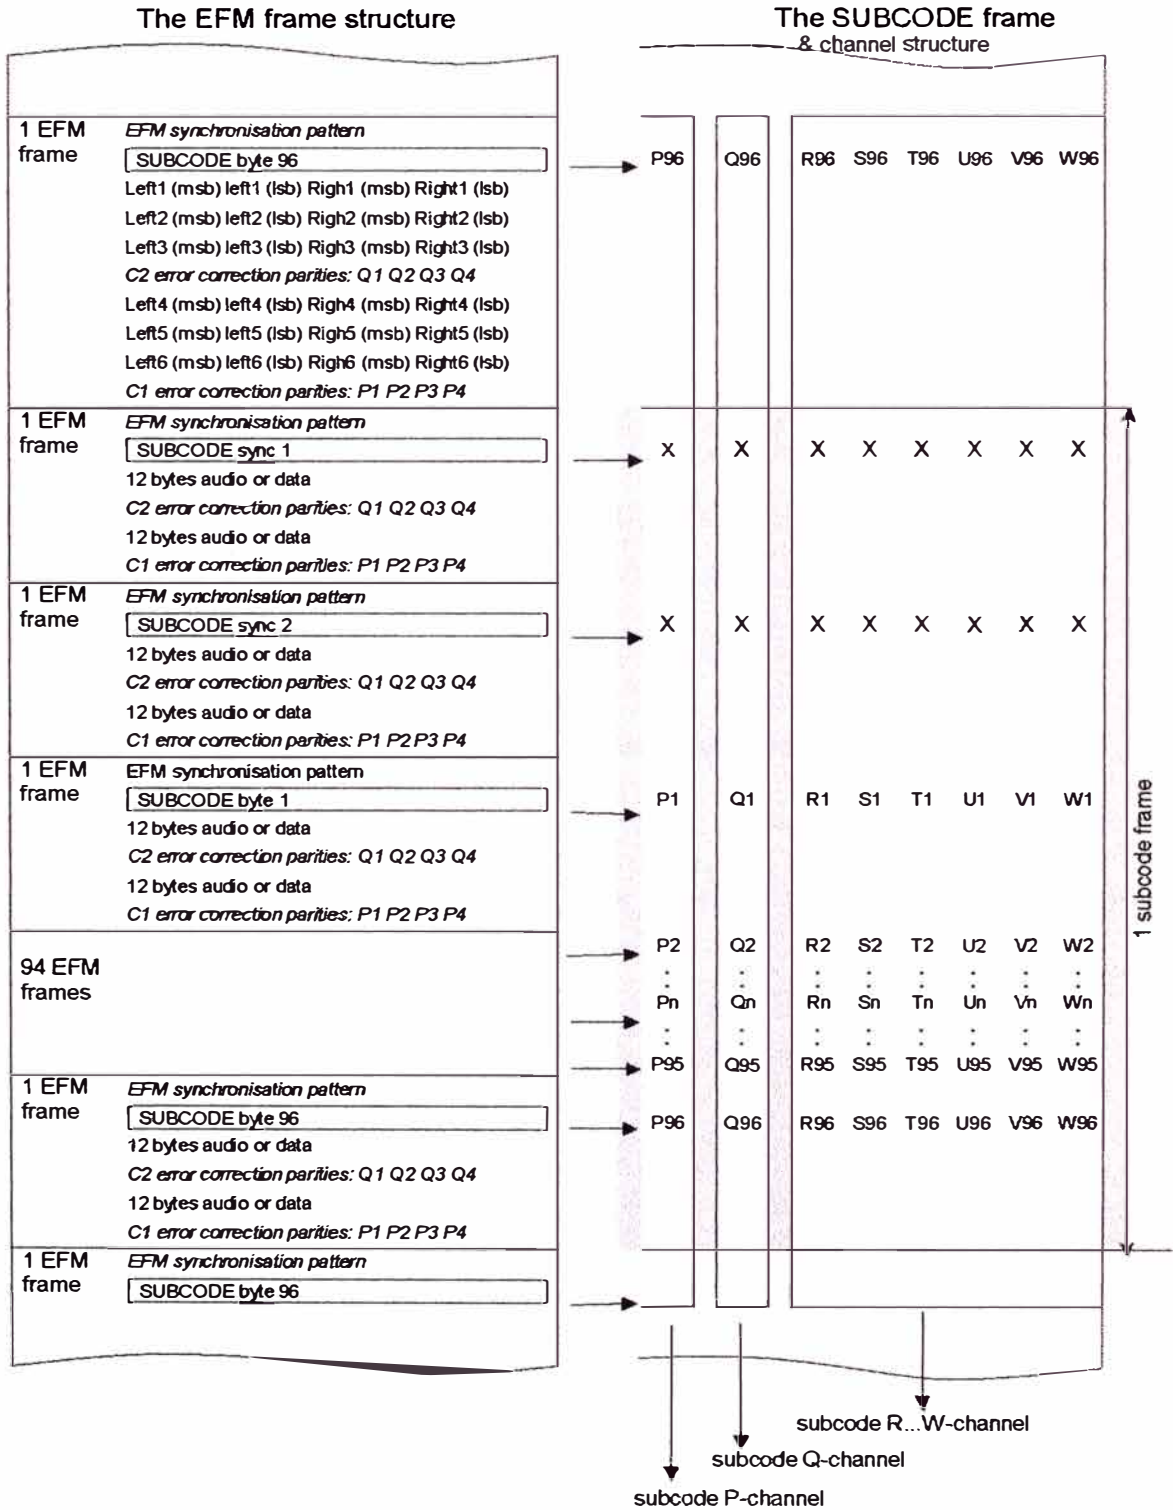 The EFM frame structure
The SUBCODE frame
& channel structure
1 EFM frame
EFM synchronisation pattern
SUBCODE byte 96
Left1 (msb) left1 (lsb) Righ1 (msb) Right1 (lsb)
Left2 (msb) left2 (lsb) Righ2 (msb) Right2 (lsb)
Left3 (msb) left3 (lsb) Righ3 (msb) Right3 (lsb)
C2 error correction parities: Q1 Q2 Q3 Q4
Left4 (msb) left4 (lsb) Righ4 (msb) Right4 (lsb)
Left5 (msb) left5 (lsb) Righ5 (msb) Right5 (lsb)
Left6 (msb) left6 (lsb) Righ6 (msb) Right6 (lsb)
C1 error correction parities: P1 P2 P3 P4
P96 Q96 R96 S96 T96 U96 V96 W96
1 EFM frame
EFM synchronisation pattern
SUBCODE sync 1
12 bytes audio or data
C2 error correction parities: Q1 Q2 Q3 Q4
12 bytes audio or data
C1 error correction parities: P1 P2 P3 P4
X X X X X X X X
1 EFM frame
EFM synchronisation pattern
SUBCODE sync 2
12 bytes audio or data
C2 error correction parities: Q1 Q2 Q3 Q4
12 bytes audio or data
C1 error correction parities: P1 P2 P3 P4
X X X X X X X X
1 EFM frame
EFM synchronisation pattern
SUBCODE byte 1
12 bytes audio or data
C2 error correction parities: Q1 Q2 Q3 Q4
12 bytes audio or data
C1 error correction parities: P1 P2 P3 P4
P1 Q1 R1 S1 T1 U1 V1 W1
94 EFM frames
P2 Q2 R2 S2 T2 U2 V2 W2
Pn Qn Rn Sn Tn Un Vn Wn
P95 Q95 R95 S95 T95 U95 V95 W95
1 EFM frame
EFM synchronisation pattern
SUBCODE byte 96
12 bytes audio or data
C2 error correction parities: Q1 Q2 Q3 Q4
12 bytes audio or data
C1 error correction parities: P1 P2 P3 P4
P96 Q96 R96 S96 T96 U96 V96 W96
1 EFM frame
EFM synchronisation pattern
SUBCODE byte 96
1 subcode frame
subcode R...W-channel
subcode Q-channel
subcode P-channel